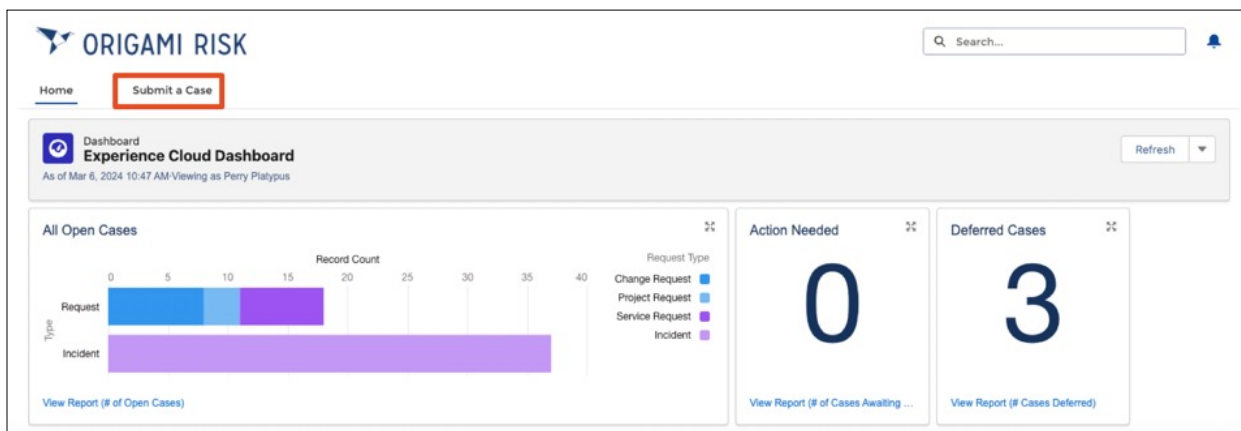 ORIGAMI RISK
Search...
Home Submit a Case
Dashboard
Experience Cloud Dashboard
As of Mar 6, 2024 10:47 AM·Viewing as Perry Platypus
Refresh
All Open Cases
Record Count
0 5 10 15 20 25 30 35 40
Type
Request
Incident
Request Type
Change Request
Project Request
Service Request
Incident
View Report (# of Open Cases)
Action Needed
0
View Report (# of Cases Awaiting ...
Deferred Cases
3
View Report (# Cases Deferred)